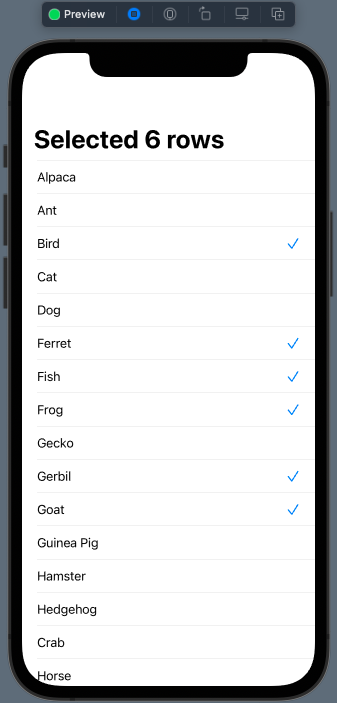 Preview
Selected 6 rows
Alpaca
Ant
Bird
Cat
Dog
Ferret
Fish
Frog
Gecko
Gerbil
Goat
Guinea Pig
Hamster
Hedgehog
Crab
Horse